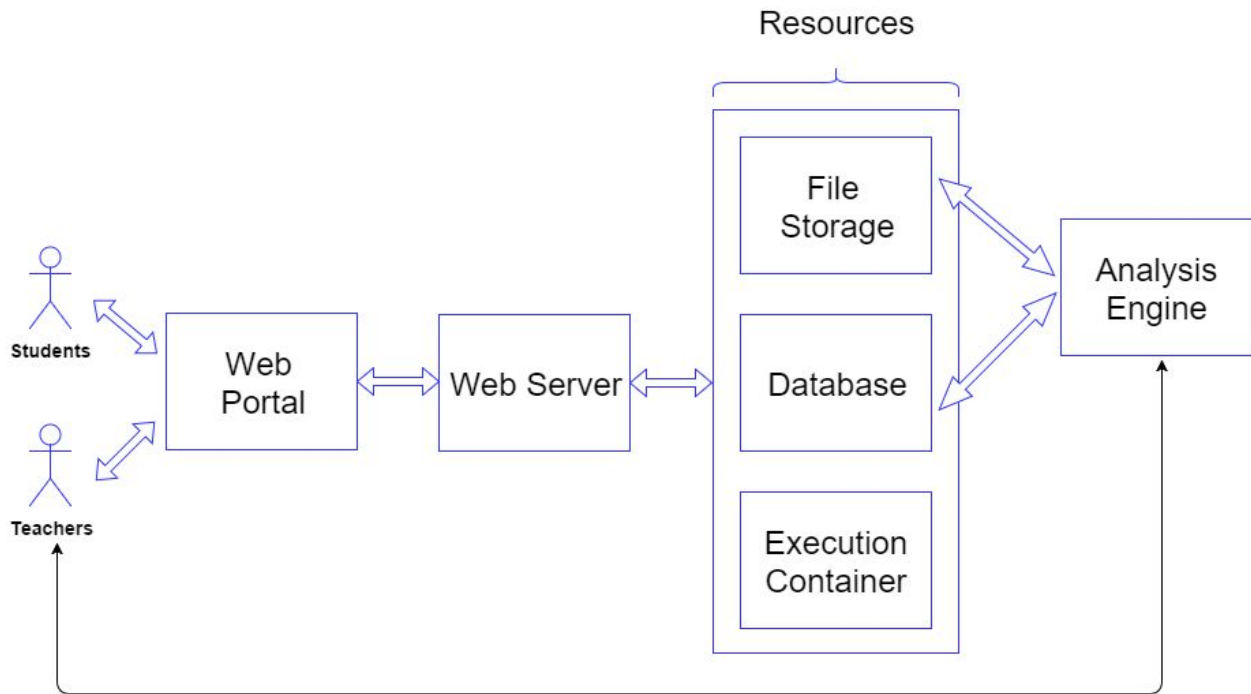 Resources
File
Storage
Analysis
Engine
Students
Web
Portal
Web Server
Database
Teachers
Execution
Container